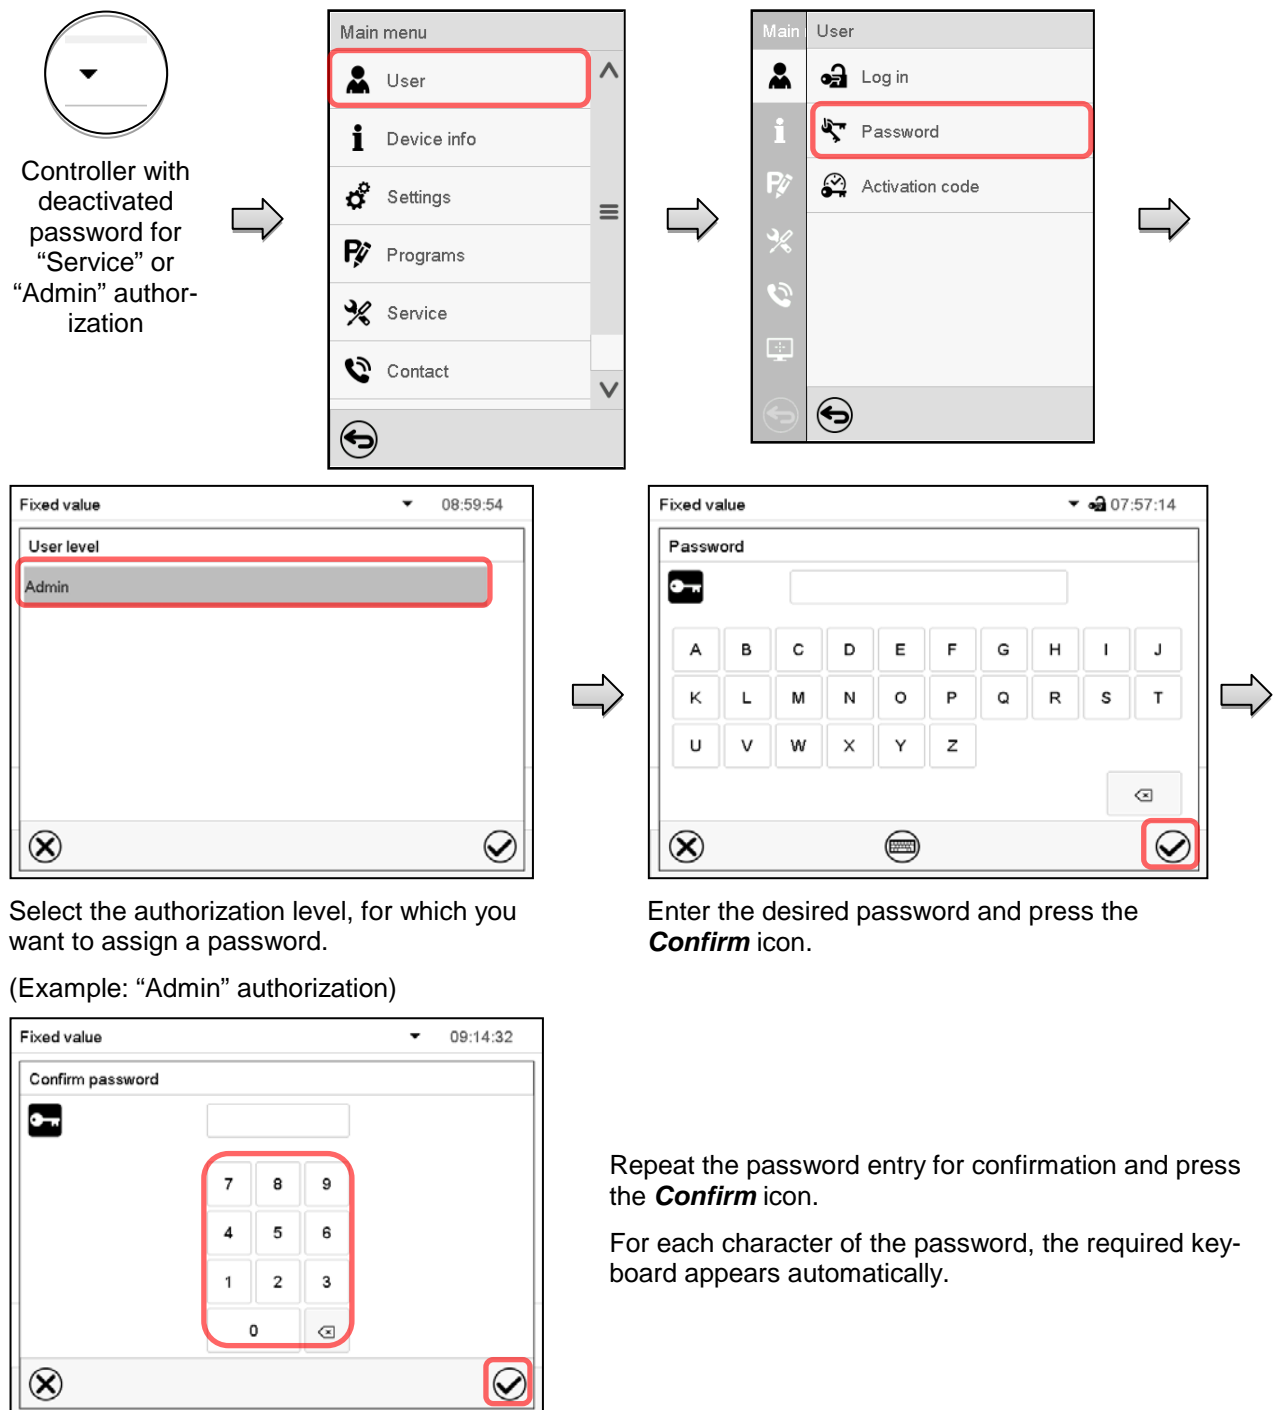 Controller with
deactivated
password for
“Service” or
“Admin” author-
ization
Main menu
User
Device info
Settings
Programs
Service
Contact
Main
User
Log in
Password
Activation code
Fixed value 08:59:54
User level
Admin
Select the authorization level, for which you
want to assign a password.
(Example: “Admin” authorization)
Fixed value 07:57:14
Password
A B C D E F G H I J
K L M N O P Q R S T
U V W X Y Z
Enter the desired password and press the
Confirm icon.
Fixed value 09:14:32
Confirm password
7 8 9
4 5 6
1 2 3
0
Repeat the password entry for confirmation and press
the Confirm icon.
For each character of the password, the required key-
board appears automatically.